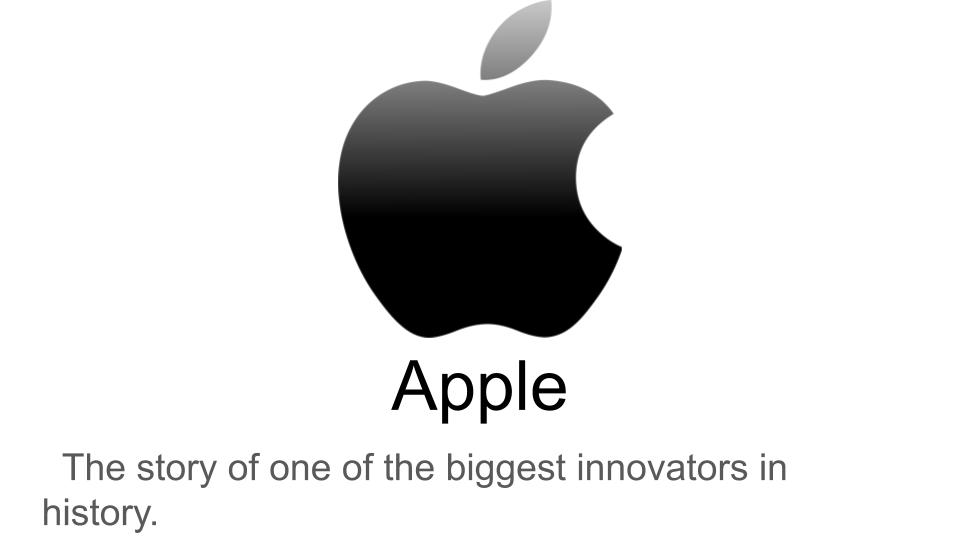 Apple
The story of one of the biggest innovators in
history.